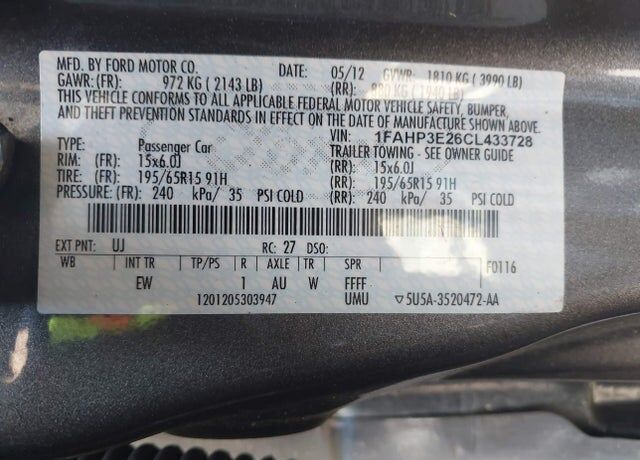 MFD. BY FORD MOTOR CO. DATE: 05/12 GVWR: 1810 KG ( 3990 LB)
GAWR: (FR): 972 KG ( 2143 LB) (RR): 880 KG ( 1940 LB)
THIS VEHICLE CONFORMS TO ALL APPLICABLE FEDERAL MOTOR VEHICLE SAFETY, BUMPER,
AND THEFT PREVENTION STANDARDS IN EFFECT ON THE DATE OF MANUFACTURE SHOWN ABOVE.
VIN: 1FAHP3E26CL433728
TYPE: Passenger Car TRAILER TOWING - SEE OWNER GUIDE
RIM: (FR): 15x6.0J (RR): 15x6.0J
TIRE: (FR): 195/65R15 91H (RR): 195/65R15 91H
PRESSURE: (FR): 240 kPa/ 35 PSI COLD (RR): 240 kPa/ 35 PSI COLD
EXT PNT: UJ RC: 27 DSO:
WB INT TR TP/PS R AXLE TR SPR F0116
EW 1 AU W FFFF
1201205303947 UMU ▽5U5A-3520472-AA